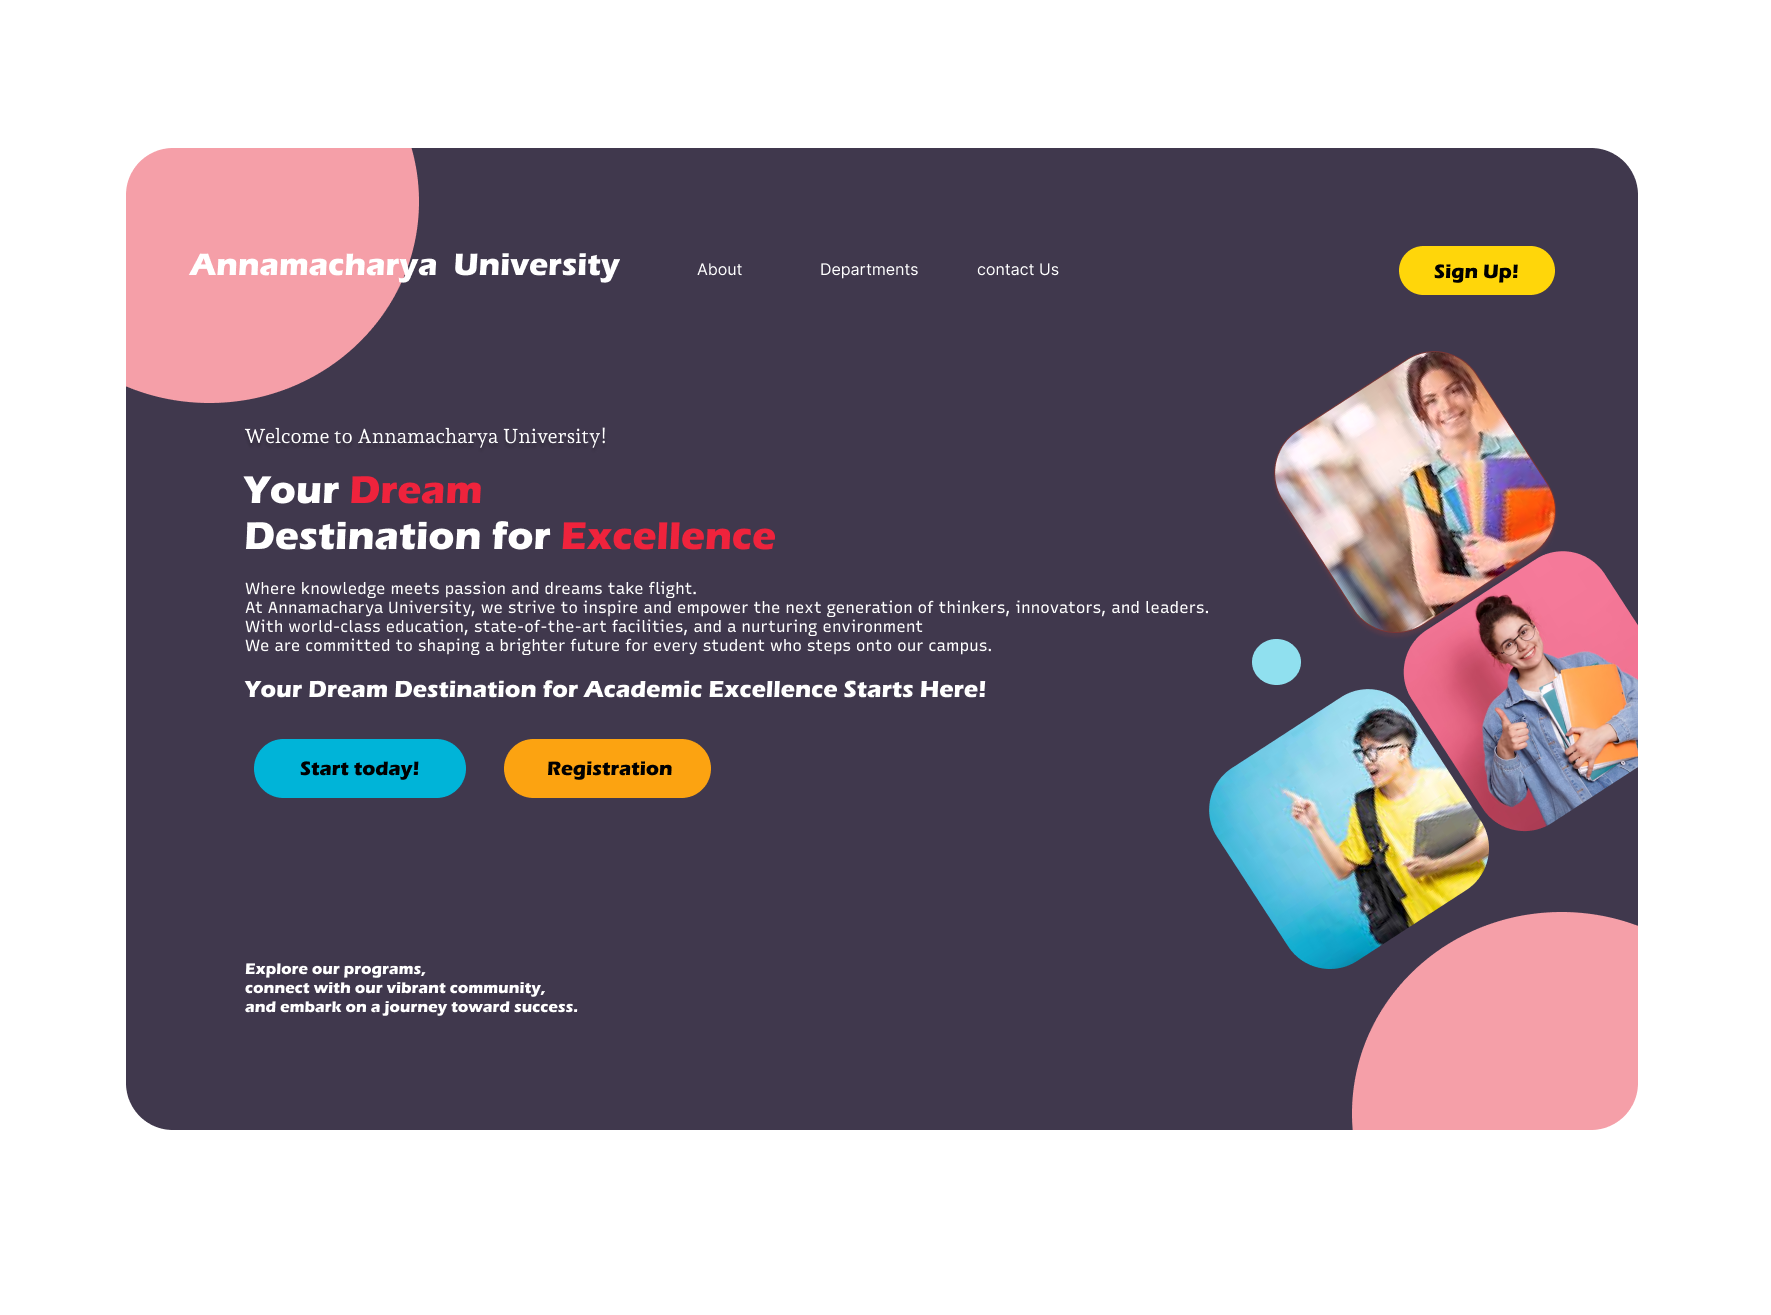 Annamacharya University
About
Departments
contact Us
Sign Up!
Welcome to Annamacharya University!
Your Dream
Destination for Excellence
Where knowledge meets passion and dreams take flight.
At Annamacharya University, we strive to inspire and empower the next generation of thinkers, innovators, and leaders.
With world-class education, state-of-the-art facilities, and a nurturing environment
We are committed to shaping a brighter future for every student who steps onto our campus.
Your Dream Destination for Academic Excellence Starts Here!
Start today!
Registration
Explore our programs,
connect with our vibrant community,
and embark on a journey toward success.